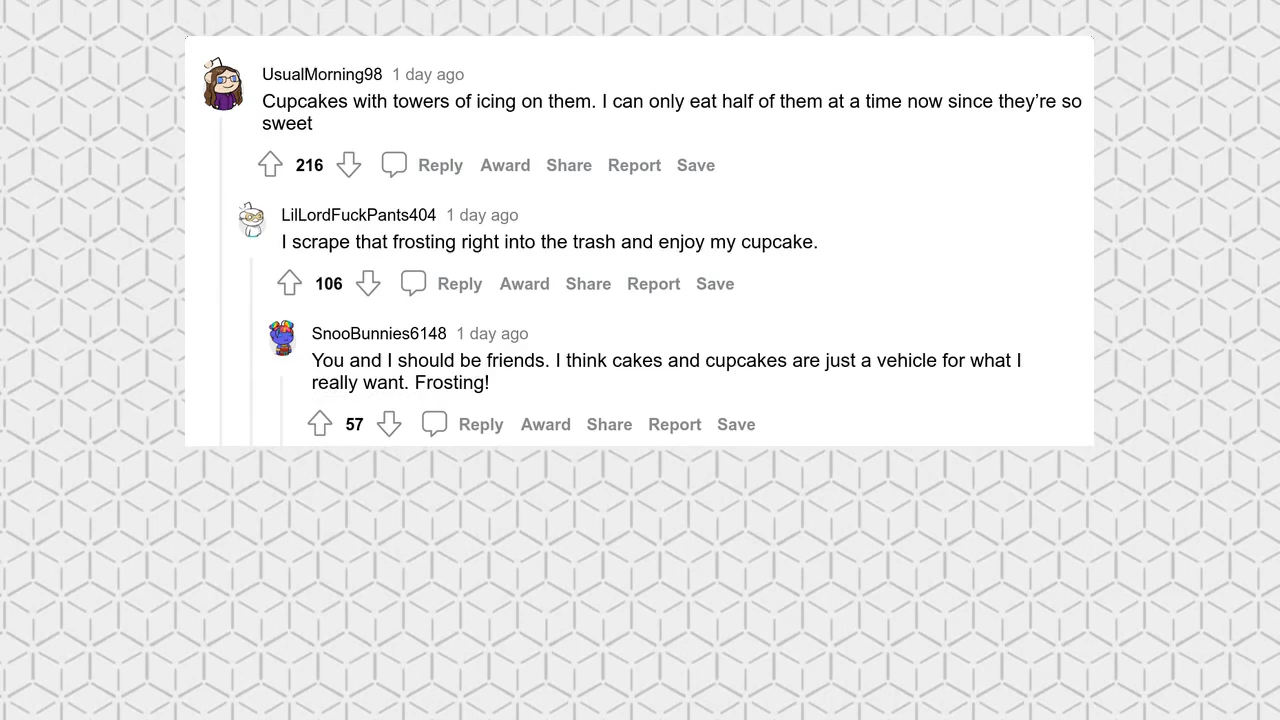 UsualMorning98 1 day ago
Cupcakes with towers of icing on them. I can only eat half of them at a time now since they’re so
sweet
216 Reply Award Share Report Save
LilLordFuckPants404 1 day ago
I scrape that frosting right into the trash and enjoy my cupcake.
106 Reply Award Share Report Save
SnooBunnies6148 1 day ago
You and I should be friends. I think cakes and cupcakes are just a vehicle for what I
really want. Frosting!
57 Reply Award Share Report Save